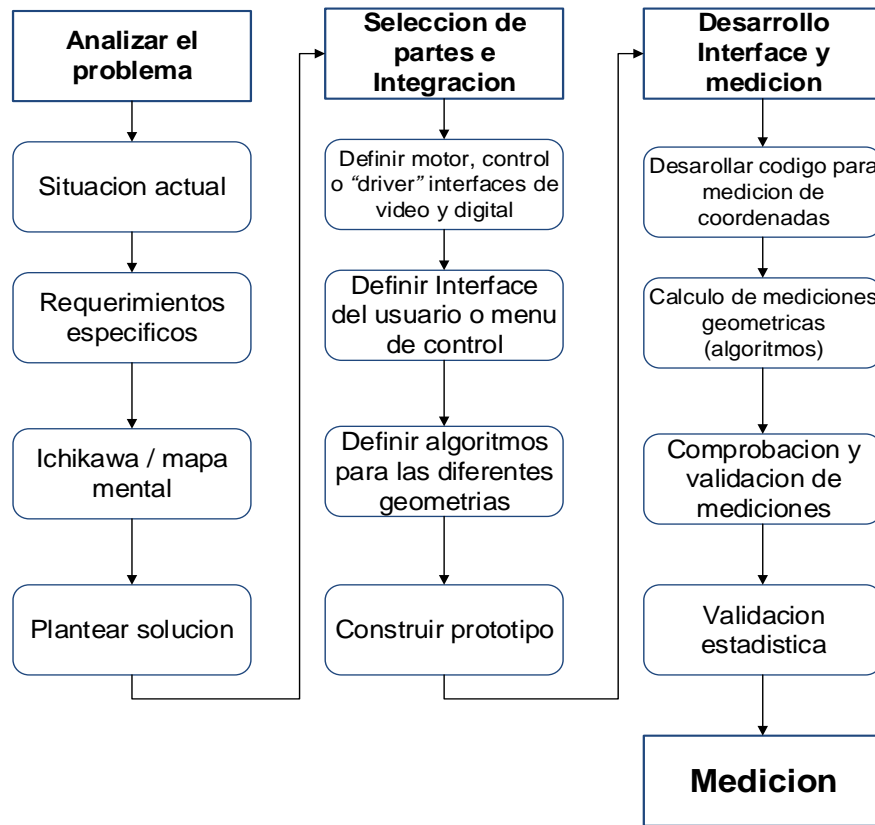 Analizar el
problema
Situacion actual
Requerimientos
especificos
Ichikawa / mapa
mental
Plantear solucion
Seleccion de
partes e
Integracion
Definir motor, control
o “driver” interfaces de
video y digital
Definir Interface
del usuario o menu
de control
Definir algoritmos
para las diferentes
geometrias
Construir prototipo
Desarrollo
Interface y
medicion
Desarollar codigo para
medicion de
coordenadas
Calculo de mediciones
geometricas
(algoritmos)
Comprobacion y
validacion de
mediciones
Validacion
estadistica
Medicion